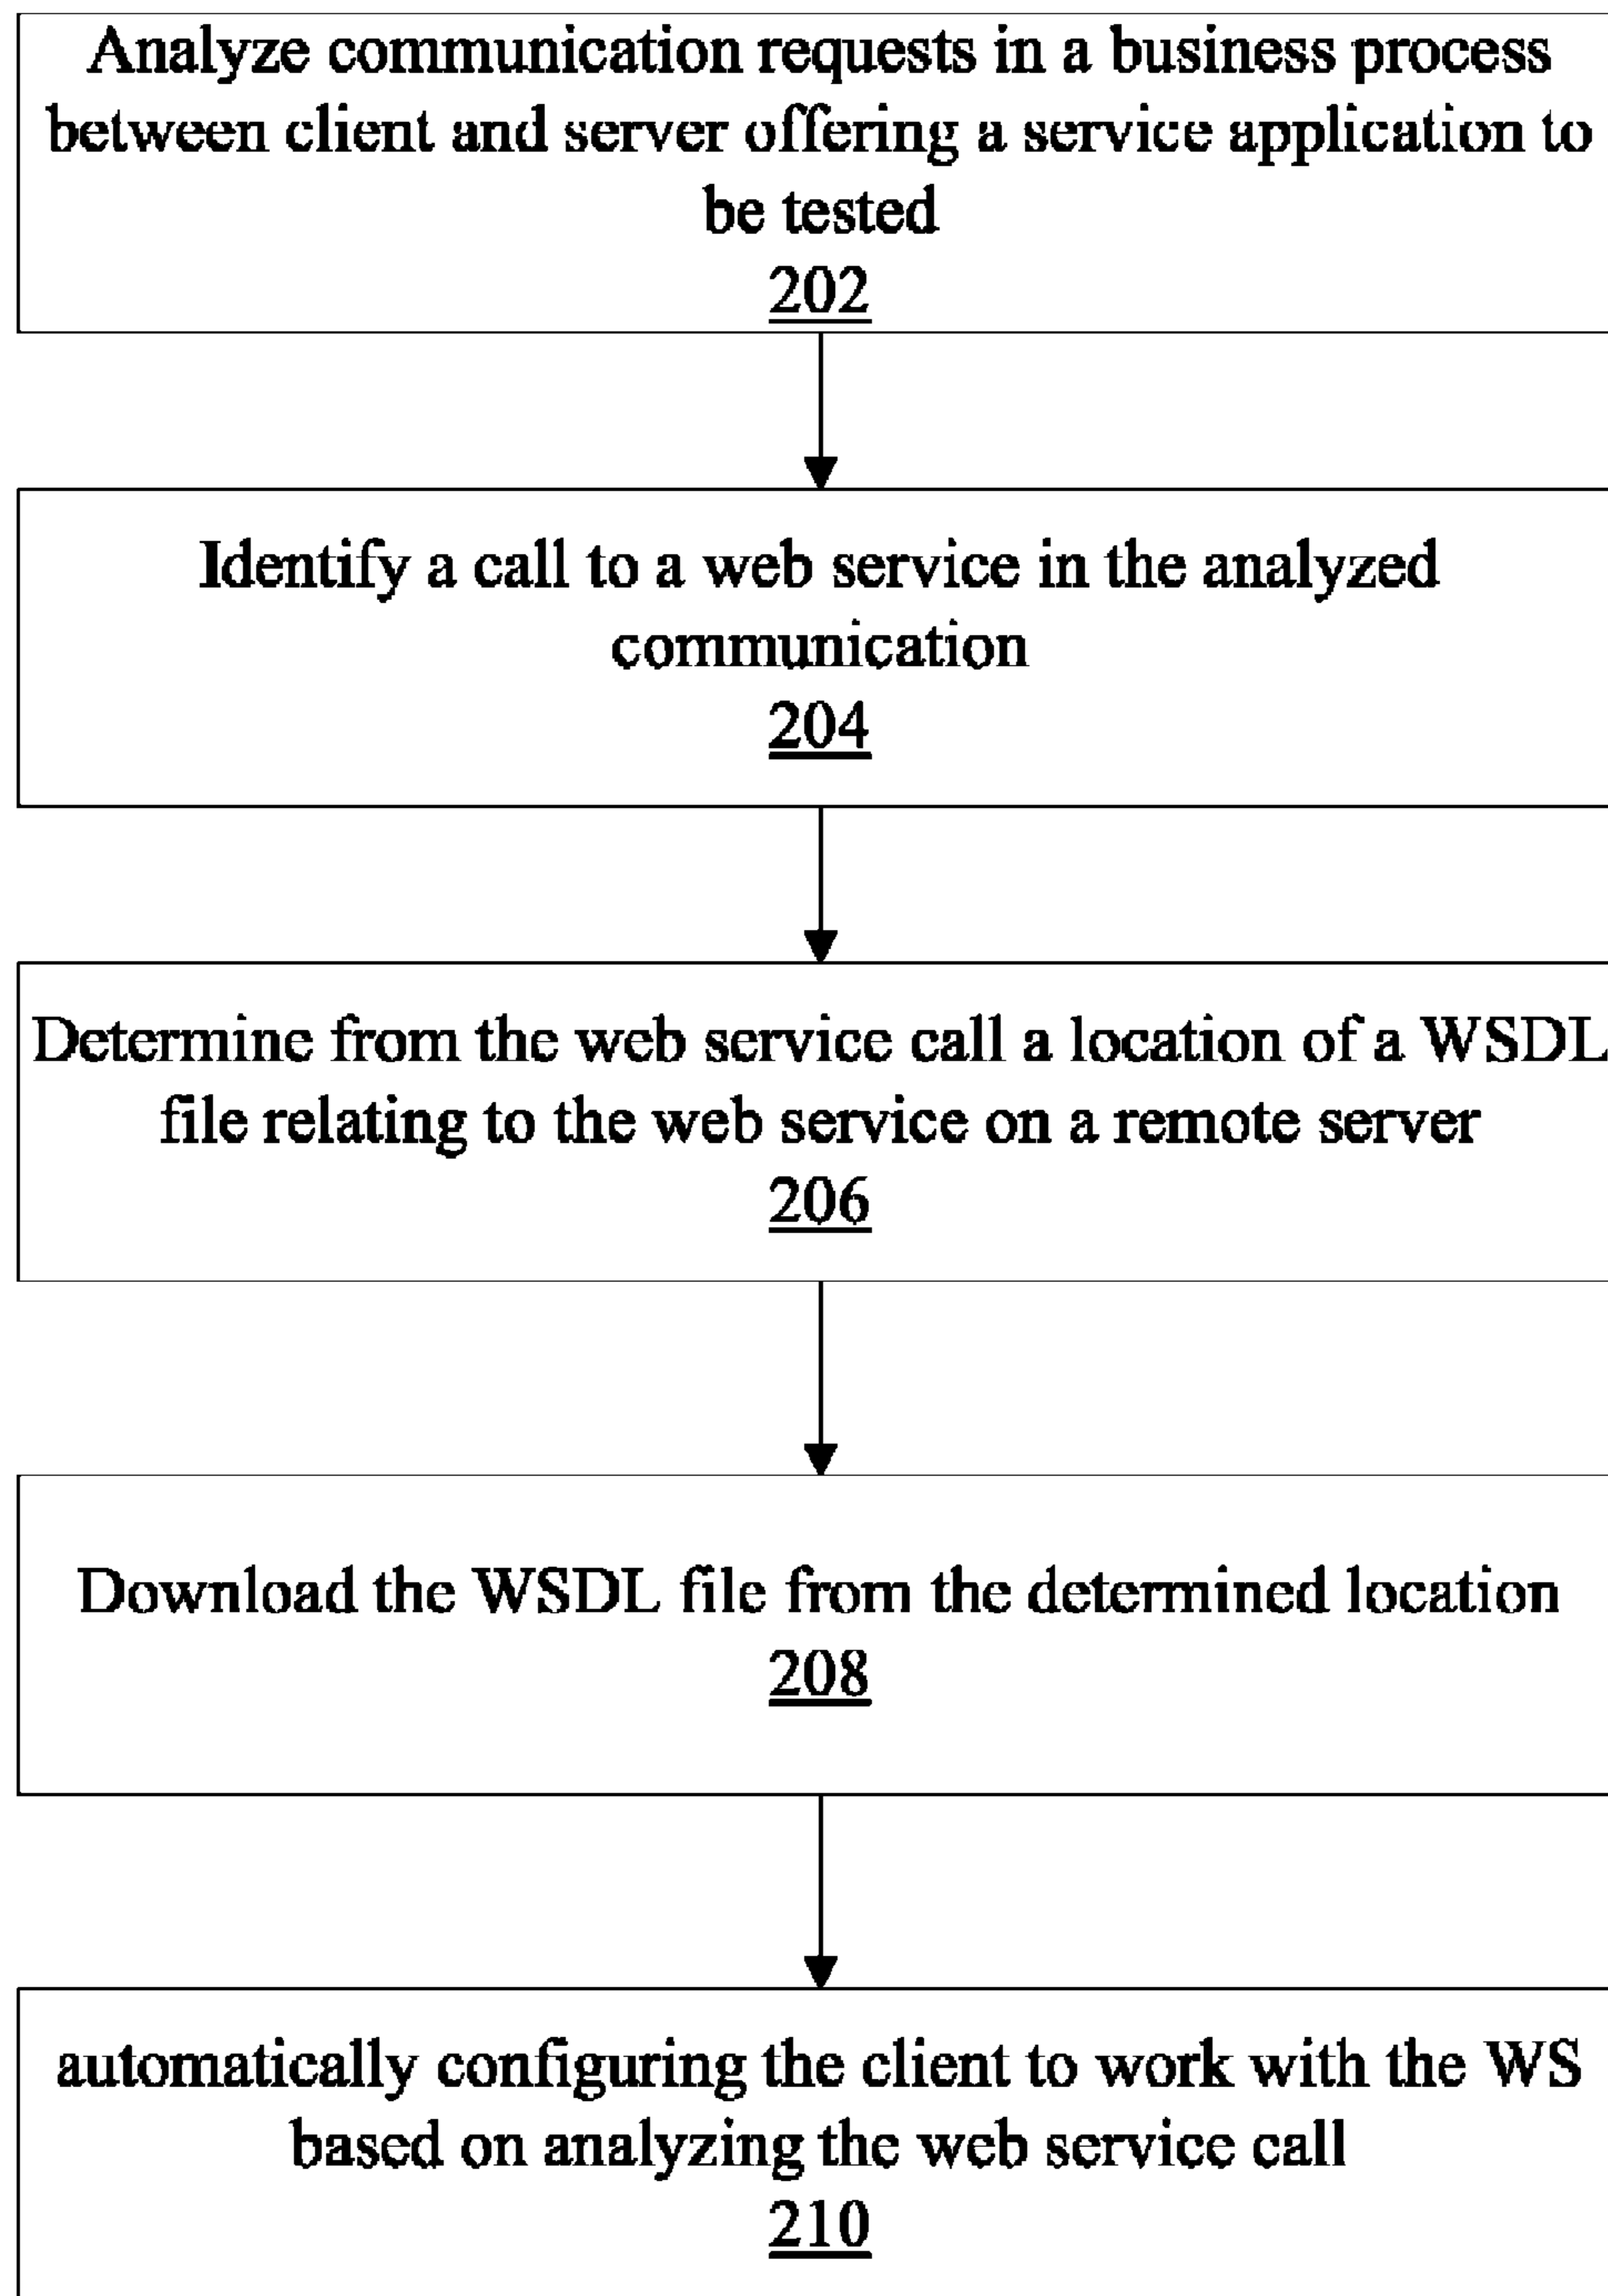 Analyze communication requests in a business process
between client and server offering a service application to
be tested
202
Identify a call to a web service in the analyzed
communication
204
Determine from the web service call a location of a WSDL
file relating to the web service on a remote server
206
Download the WSDL file from the determined location
208
automatically configuring the client to work with the WS
based on analyzing the web service call
210